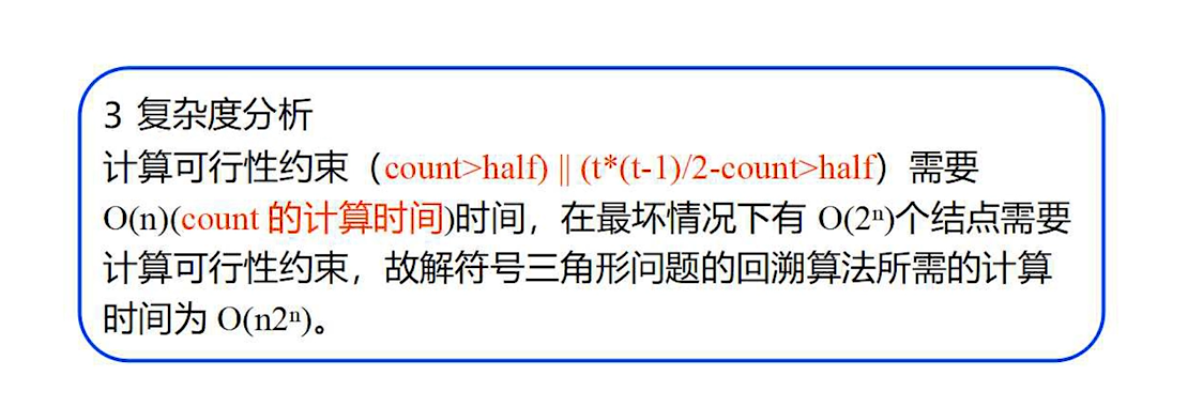 3 复杂度分析
计算可行性约束（count>half) || (t*(t-1)/2-count>half）需要
O(n)(count 的计算时间)时间，在最坏情况下有 O(2ⁿ)个结点需要
计算可行性约束，故解符号三角形问题的回溯算法所需的计算
时间为 O(n2ⁿ)。